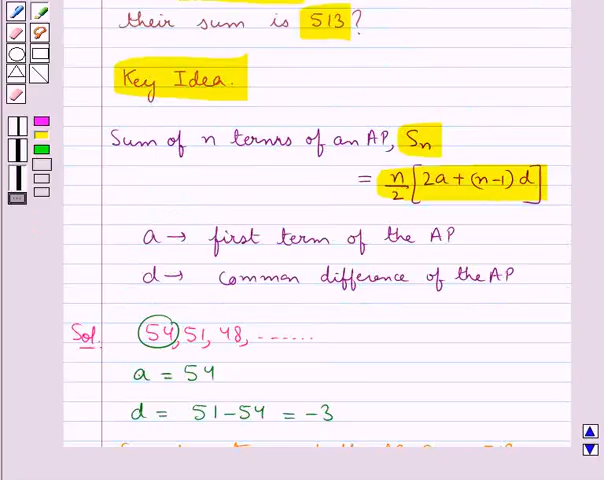 their sum is 513?
Key Idea.
Sum of n terms of an AP, Sn
= n/2 [2a + (n-1) d]
a → first term of the AP
d → common difference of the AP
Sol. 54, 51, 48, .......
a = 54
d = 51 - 54 = -3